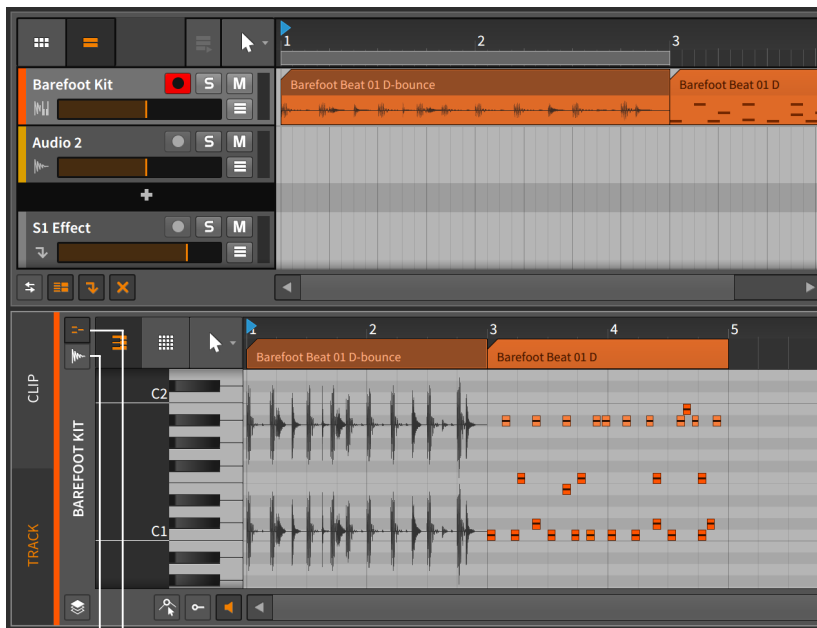 1 2 3
Barefoot Kit S M
Barefoot Beat 01 D-bounce Barefoot Beat 01 D
Audio 2 S M
S1 Effect S M
1 2 3 4 5
Barefoot Beat 01 D-bounce Barefoot Beat 01 D
CLIP
TRACK
BAREFOOT KIT
C2
C1